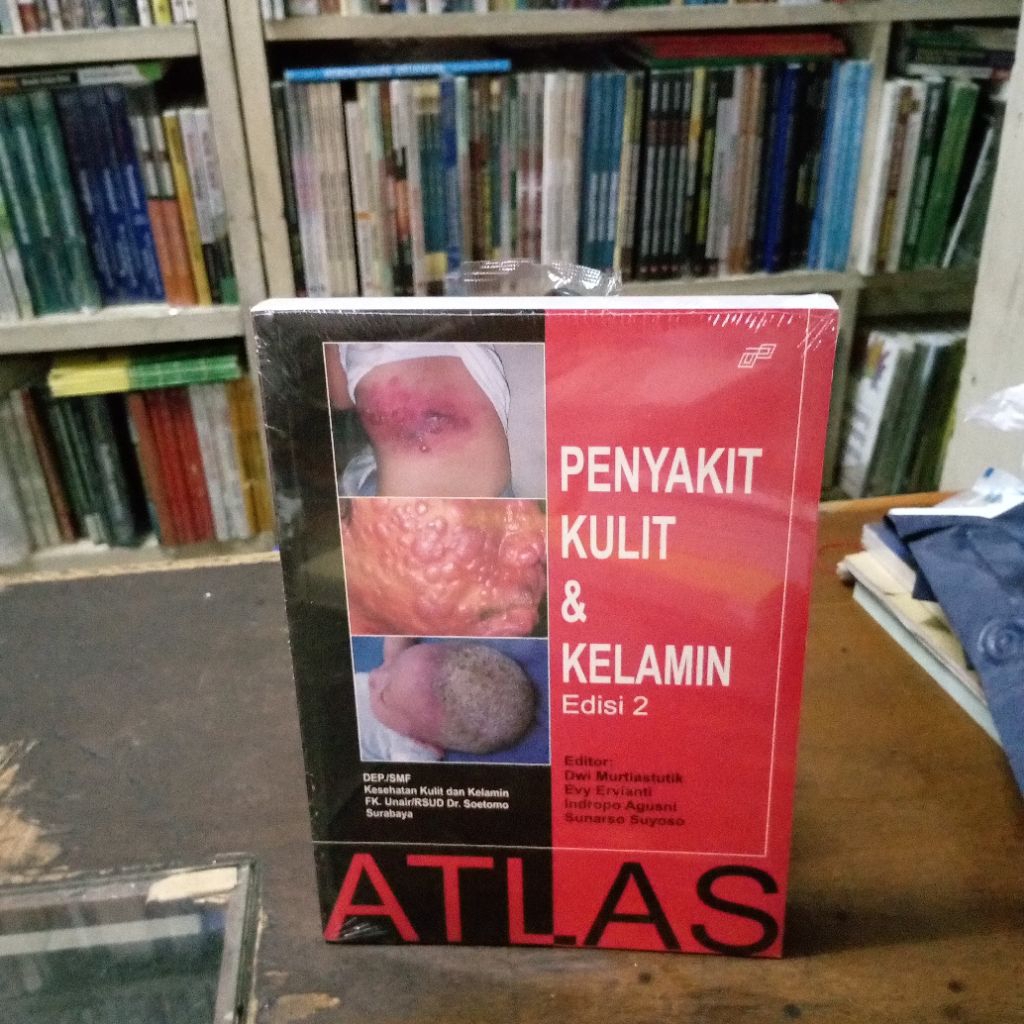 PENYAKIT
KULIT
&
KELAMIN
Edisi 2
Editor:
Dwi Murtiastutik
Evy Ervianti
Indropo Agusni
Sunarso Suyoso
DEP./SMF
Kesehatan Kulit dan Kelamin
FK. Unair/RSUD Dr. Soetomo
Surabaya
ATLAS